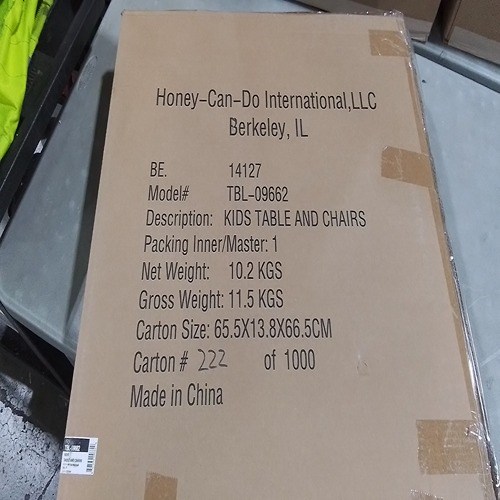 Honey-Can-Do International,LLC
Berkeley, IL
BE. 14127
Model# TBL-09662
Description: KIDS TABLE AND CHAIRS
Packing Inner/Master: 1
Net Weight: 10.2 KGS
Gross Weight: 11.5 KGS
Carton Size: 65.5X13.8X66.5CM
Carton # 222 of 1000
Made in China